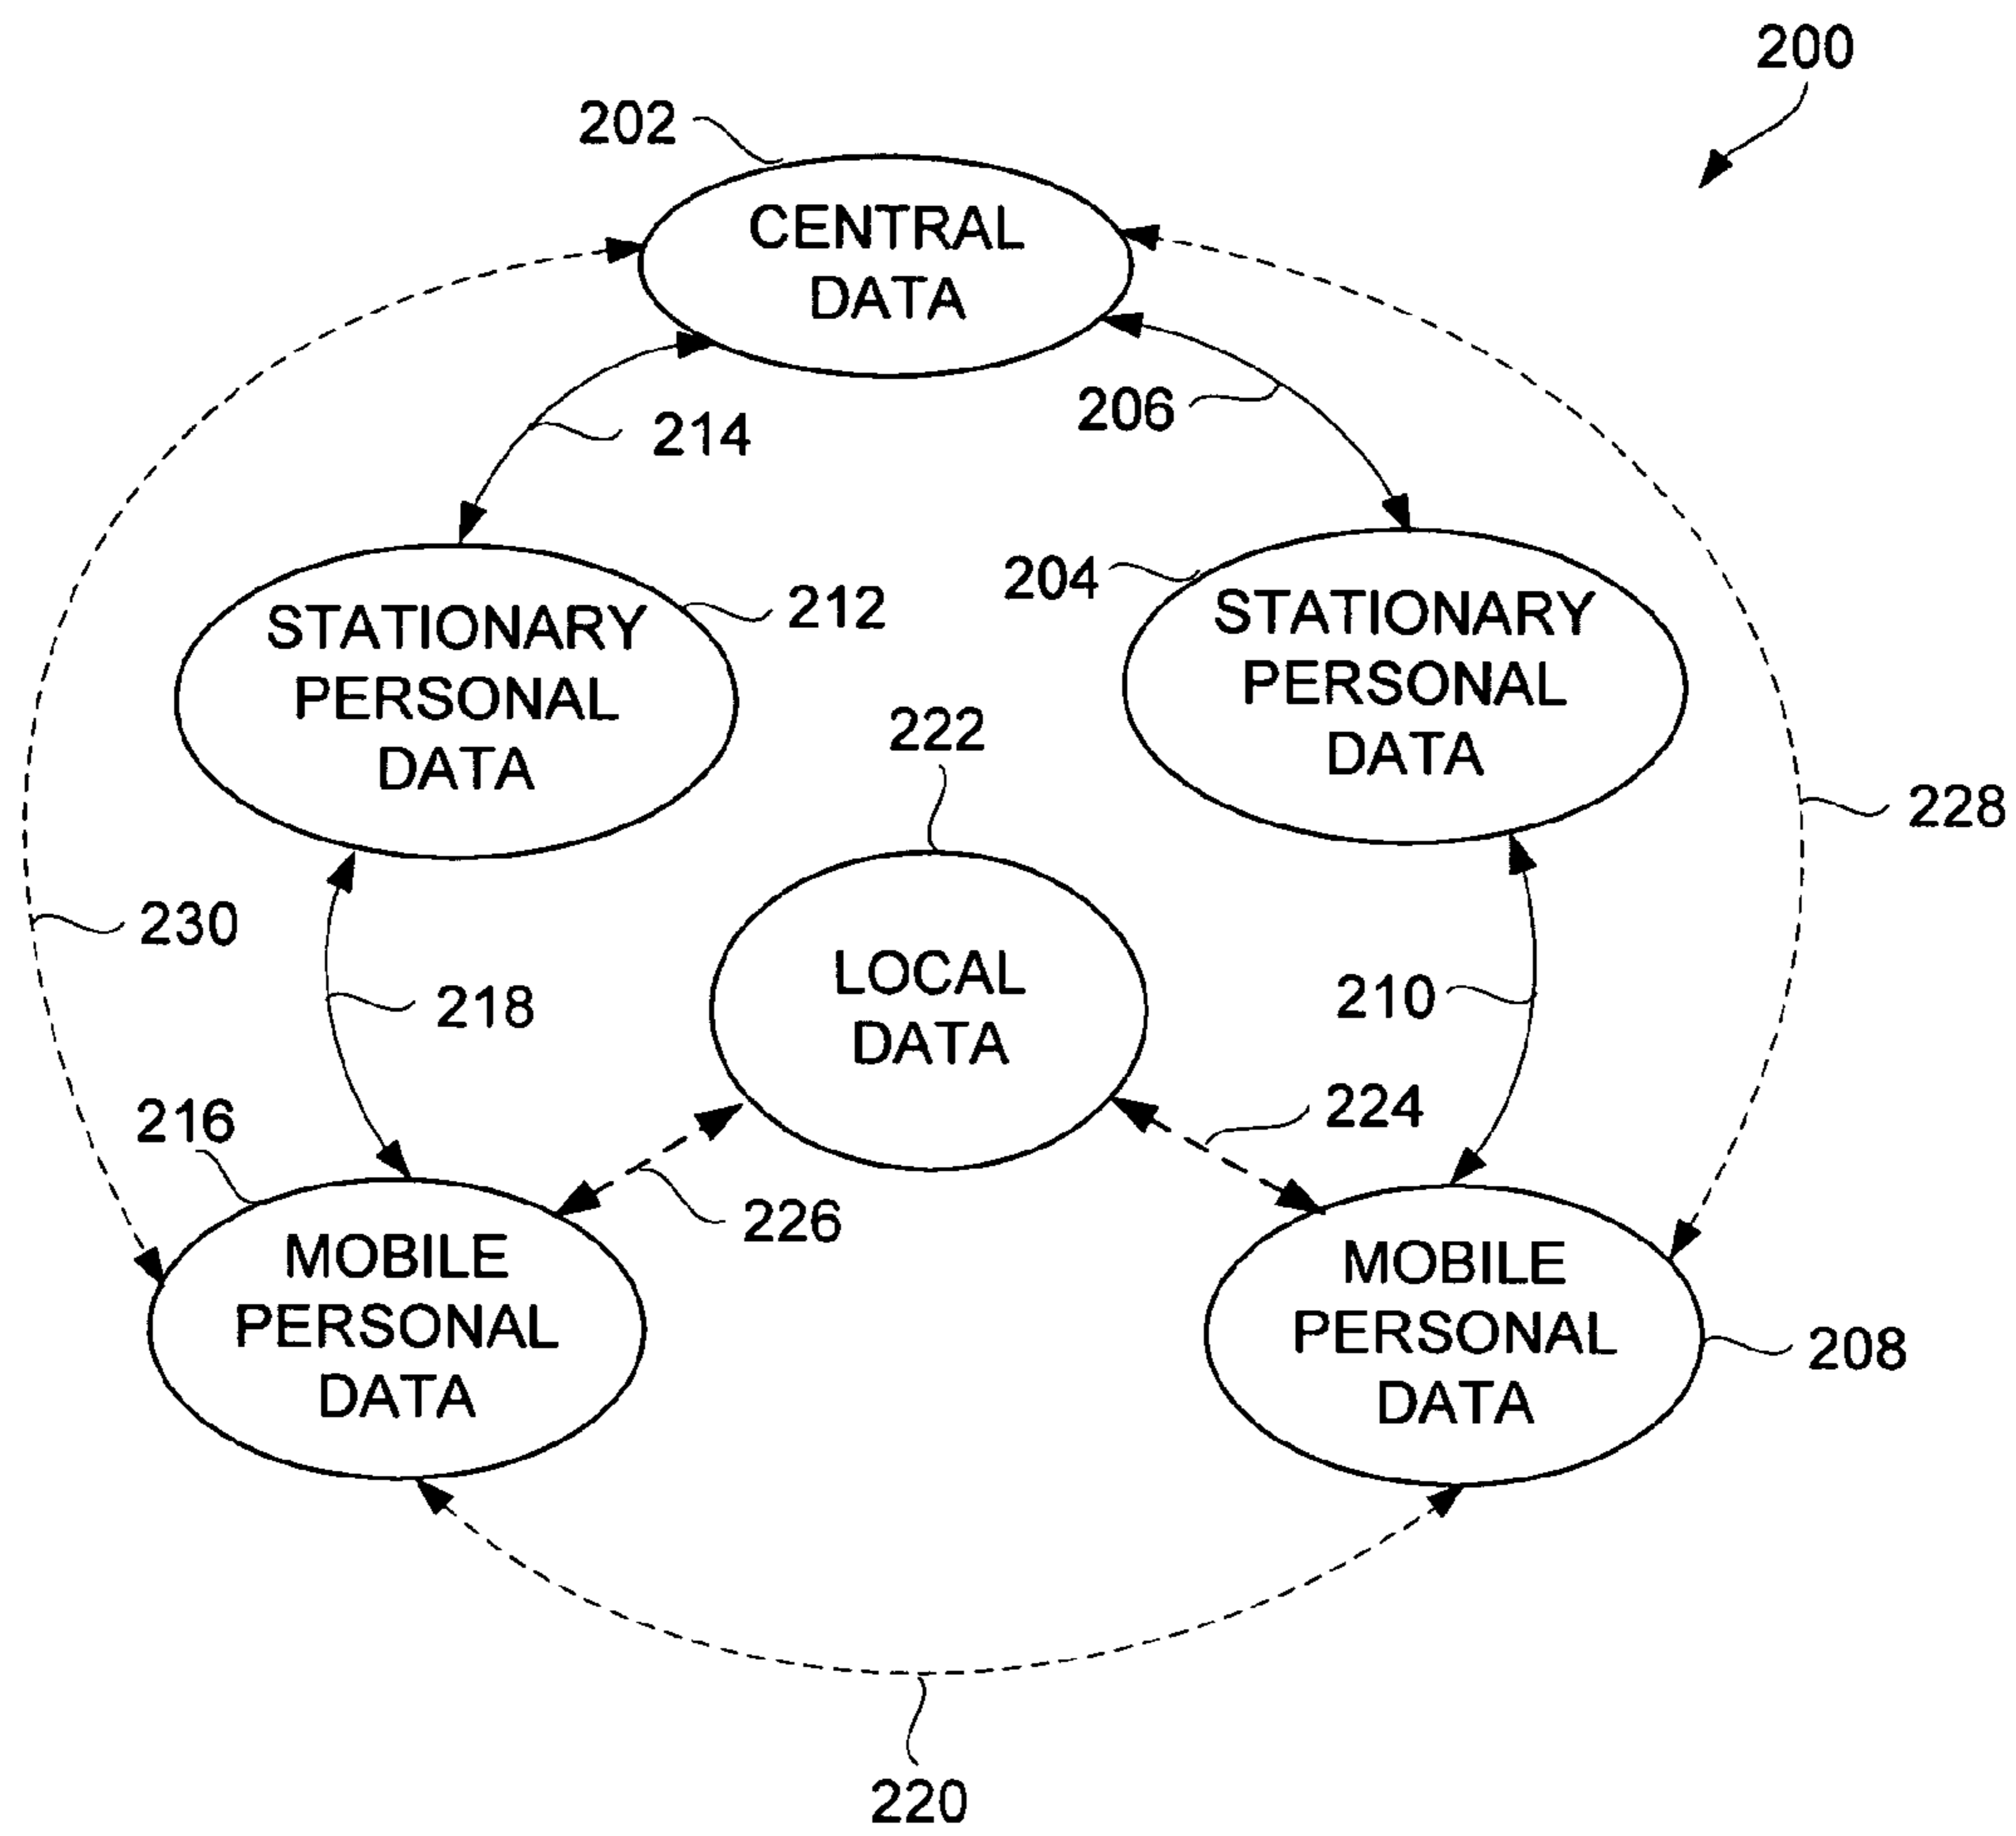 200
202
CENTRAL
DATA
206
214
204
STATIONARY
PERSONAL
DATA
212
STATIONARY
PERSONAL
DATA
222
228
230
LOCAL
DATA
218
210
224
216
226
MOBILE
PERSONAL
DATA
MOBILE
PERSONAL
DATA
208
220